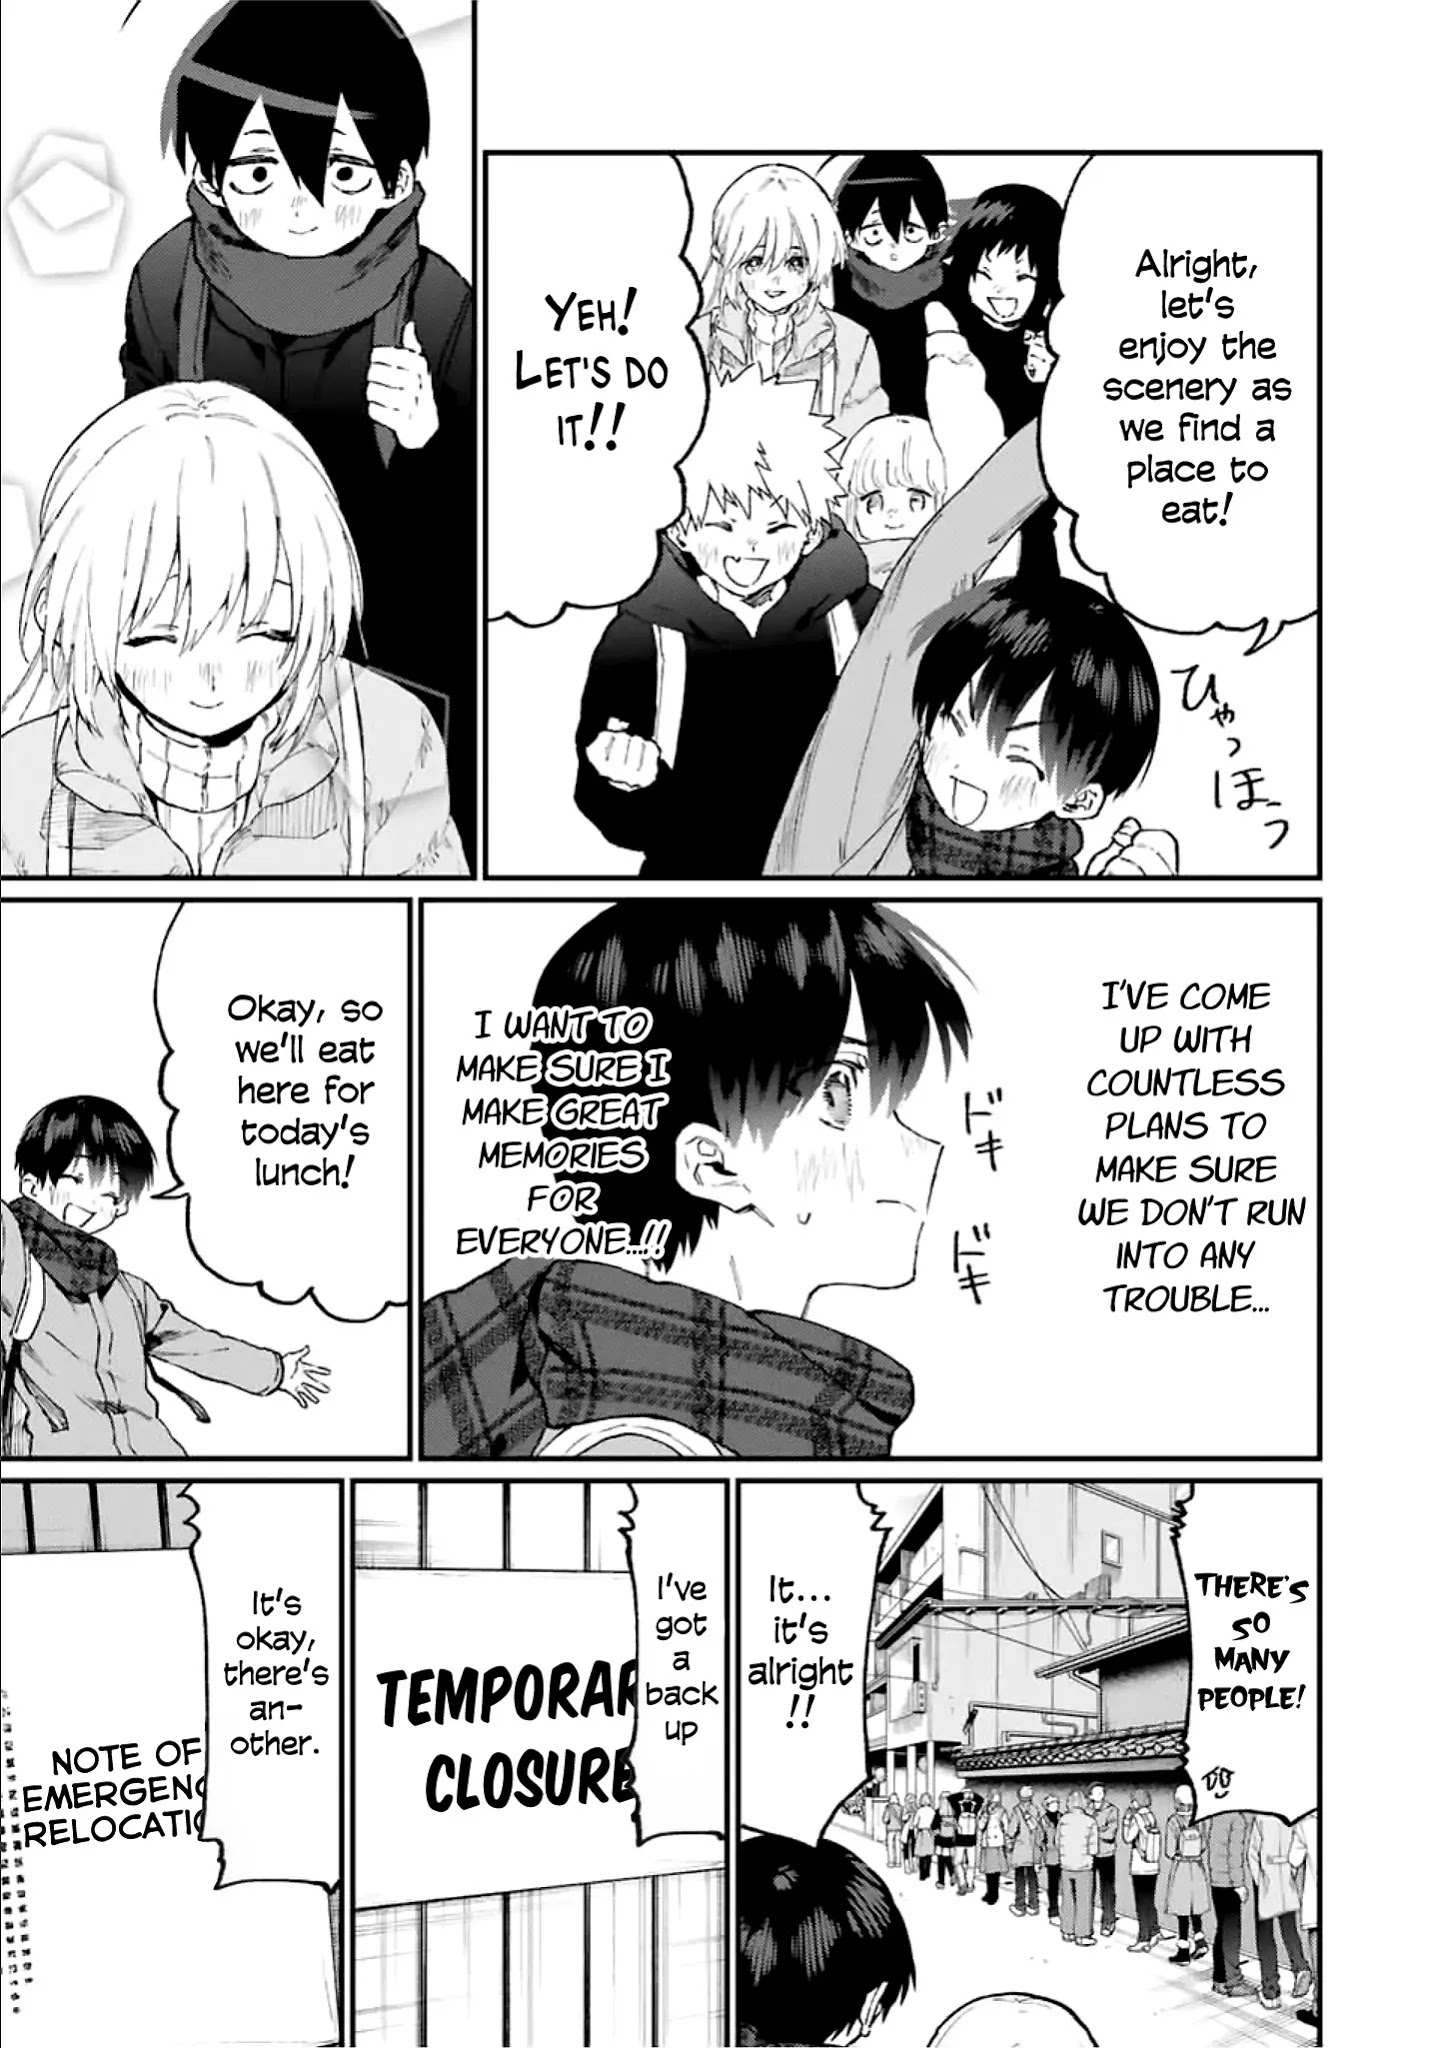 Alright,
let's
enjoy the
scenery as
we find a
place to
eat!
YEH!
LET'S DO
IT!!
ひゃっ
ほーっ
I'VE COME
UP WITH
COUNTLESS
PLANS TO
MAKE SURE
WE DON'T RUN
INTO ANY
TROUBLE...
ドキ
ドキ
I WANT TO
MAKE SURE I
MAKE GREAT
MEMORIES
FOR
EVERYONE...!!
Okay, so
we'll eat
here for
today's
lunch!
THERE'S
SO
MANY
PEOPLE!
It...
it's
alright
!!
I've
got
a
back
up
TEMPORAR
CLOSURE
It's
okay,
there's
an-
other.
NOTE OF
EMERGENC
RELOCATIO